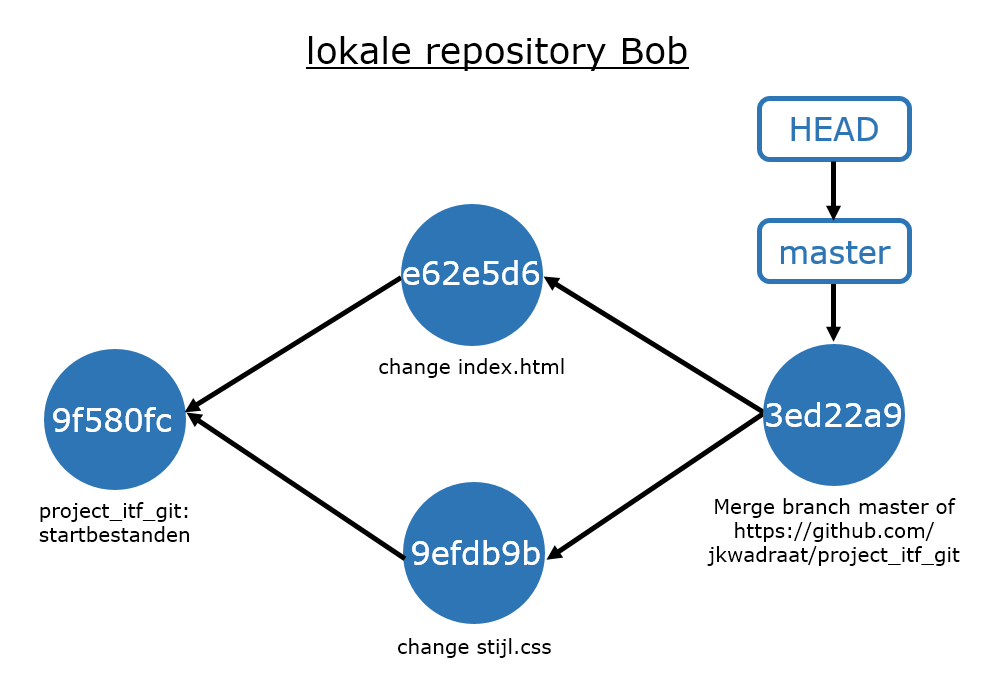 lokale repository Bob
HEAD
master
e62e5d6
change index.html
9f580fc
project_itf_git:
startbestanden
3ed22a9
Merge branch master of
https://github.com/
jkwadraat/project_itf_git
9efdb9b
change stijl.css